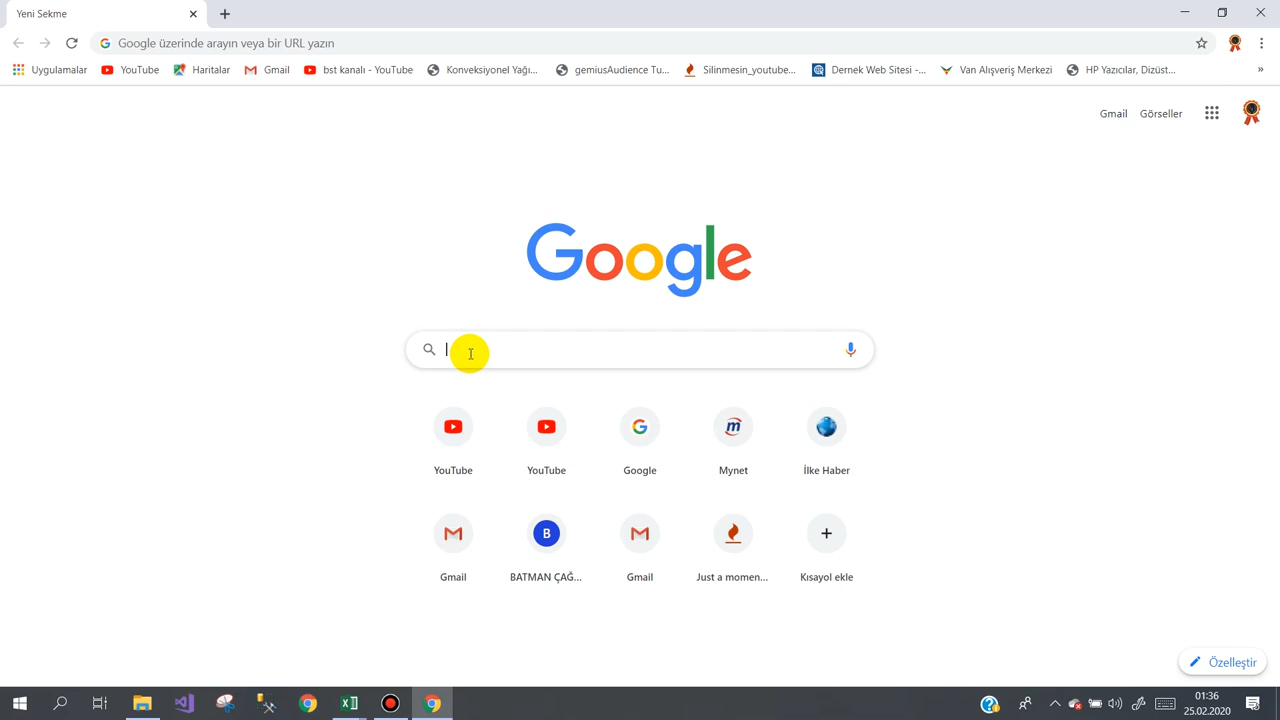 Yeni Sekme
Google üzerinde arayın veya bir URL yazın
Uygulamalar YouTube Haritalar Gmail bst kanalı - YouTube Konveksiyonel Yağı... gemiusAudience Tu... Silinmesin_youtube... Dernek Web Sitesi -... Van Alışveriş Merkezi HP Yazıcılar, Dizüst... »
Gmail Görseller
Google
YouTube YouTube Google Mynet İlke Haber
B
Gmail BATMAN ÇAĞ... Gmail Just a momen... Kısayol ekle
Özelleştir
01:36
25.02.2020